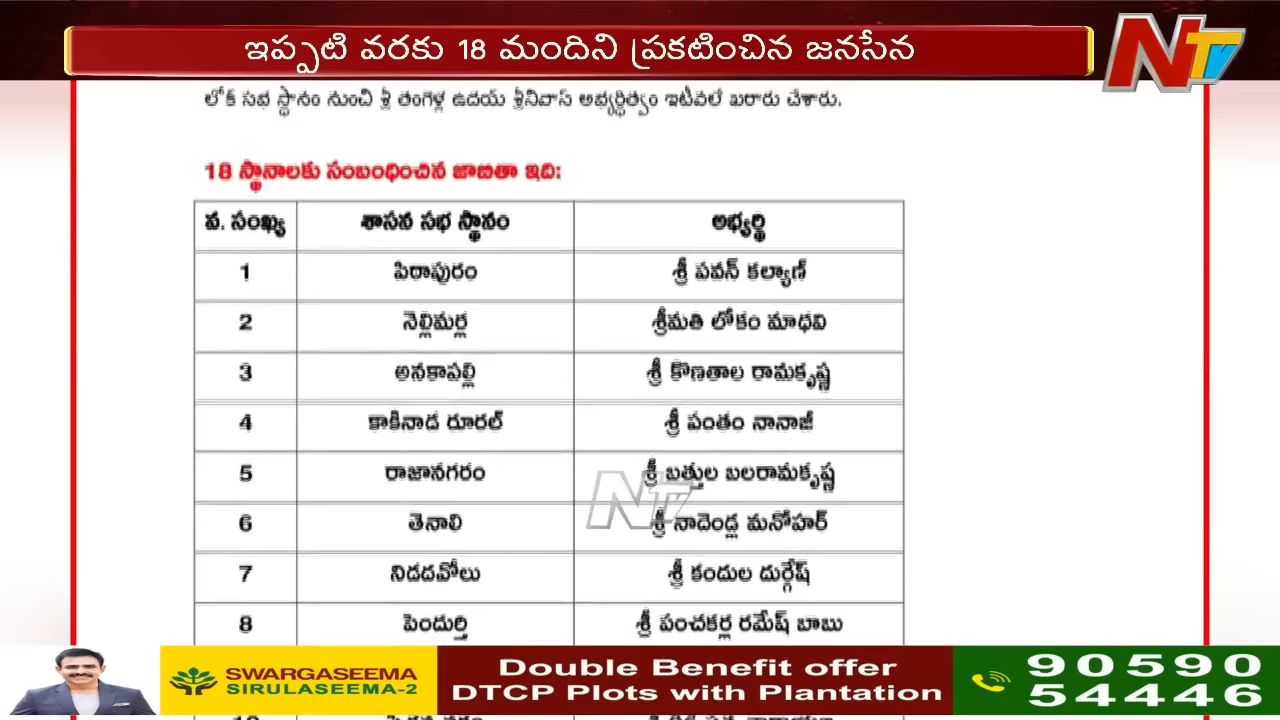 ఇప్పటి వరకు 18 మందిని ప్రకటించిన జనసేన
NTV
లోక్ సభ స్థానం నుంచి శ్రీ తంగెళ్ల ఉదయ్ శ్రీనివాస్ అభ్యర్థిత్వం ఇటీవలే ఖరారు చేశారు.
18 స్థానాలకు సంబంధించిన జాబితా ఇది:
వ. సంఖ్య శాసన సభ స్థానం అభ్యర్థి
1 పిఠాపురం శ్రీ పవన్ కల్యాణ్
2 నెల్లిమర్ల శ్రీమతి లోకం మాధవి
3 అనకాపల్లి శ్రీ కొణతాల రామకృష్ణ
4 కాకినాడ రూరల్ శ్రీ పంతం నానాజీ
5 రాజానగరం శ్రీ బత్తుల బలరామకృష్ణ
NTV
6 తెనాలి శ్రీ నాదెండ్ల మనోహర్
7 నిడదవోలు శ్రీ కందుల దుర్గేష్
8 పెందుర్తి శ్రీ పంచకర్ల రమేష్ బాబు
SWARGASEEMA
SIRULASEEMA-2
Double Benefit offer
DTCP Plots with Plantation
90590
54446